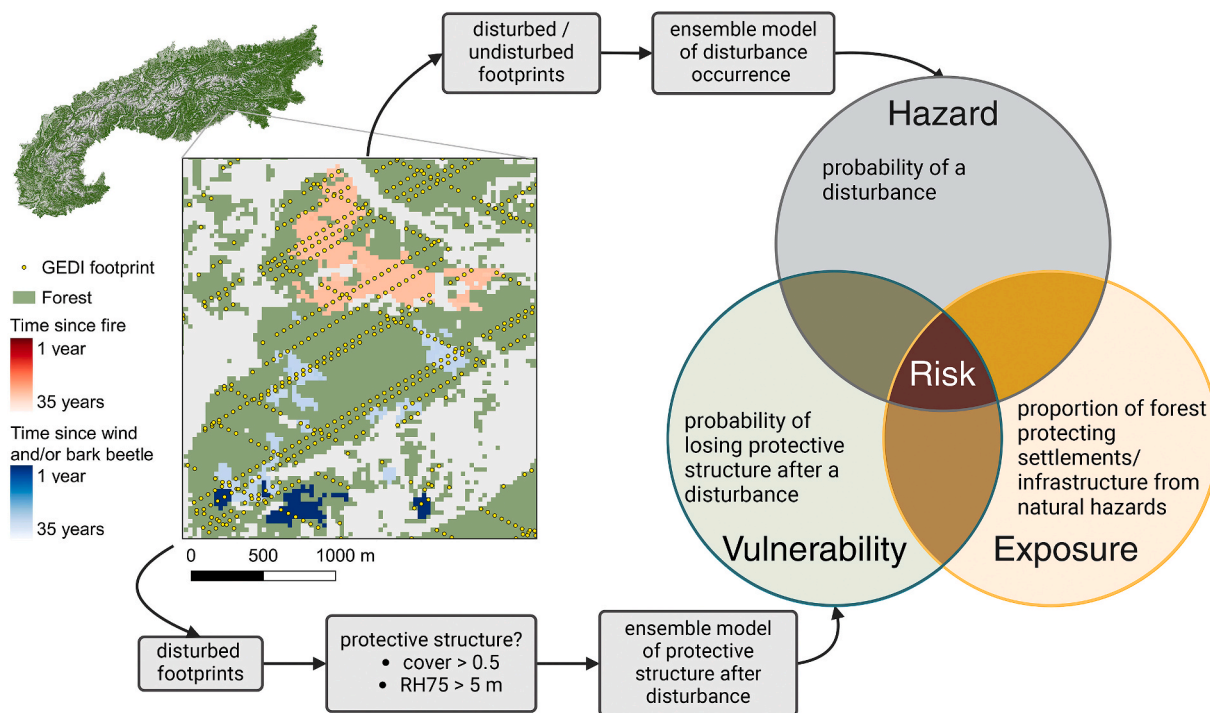 disturbed /
undisturbed
footprints
ensemble model
of disturbance
occurrence
Hazard
probability of a
disturbance
GEDI footprint
Forest
Time since fire
1 year
35 years
Time since wind
and/or bark beetle
1 year
35 years
0 500 1000 m
Risk
probability of
losing protective
structure after a
disturbance
Vulnerability
proportion of forest
protecting
settlements/
infrastructure from
natural hazards
Exposure
disturbed
footprints
protective structure?
• cover > 0.5
• RH75 > 5 m
ensemble model
of protective
structure after
disturbance